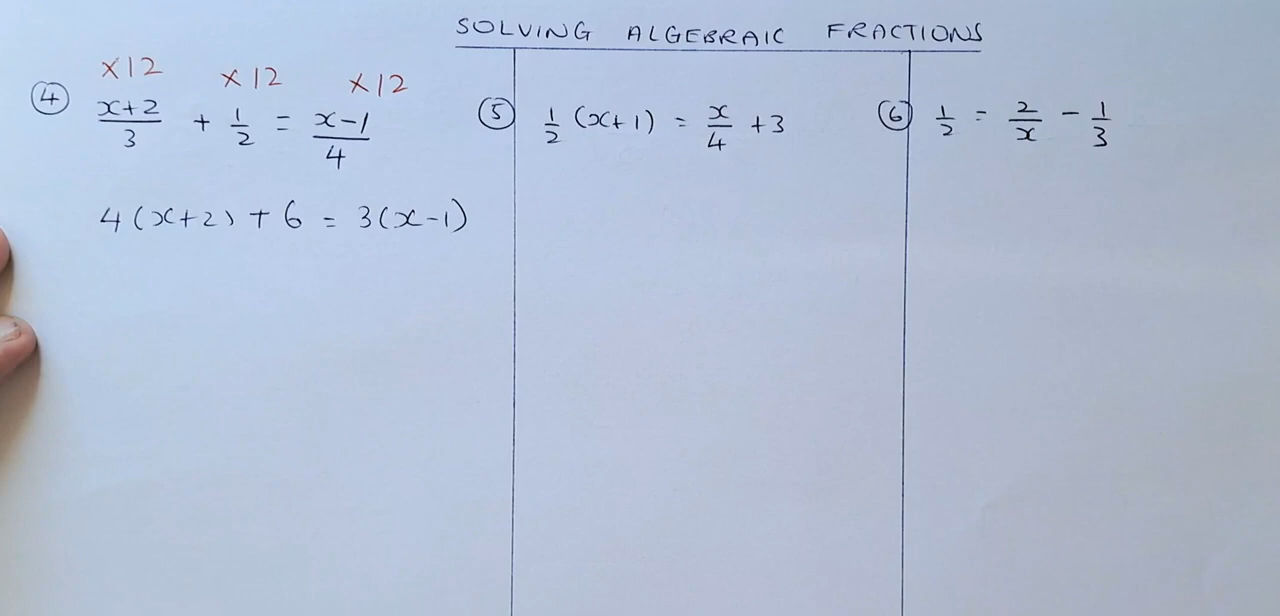 SOLVING ALGEBRAIC FRACTIONS
×12 ×12 ×12
④ (x+2)/3 + 1/2 = (x-1)/4
4(x+2) + 6 = 3(x-1)
⑤ 1/2 (x+1) = x/4 + 3
⑥ 1/2 = 2/x - 1/3